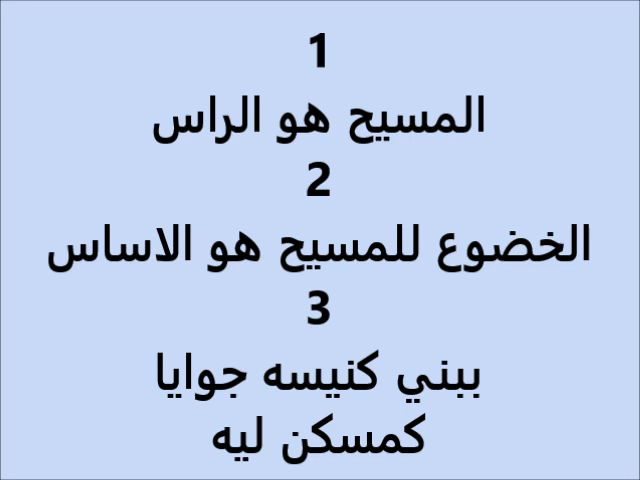 1
المسيح هو الراس
2
الخضوع للمسيح هو الاساس
3
ببني كنيسه جوايا
كمسكن ليه